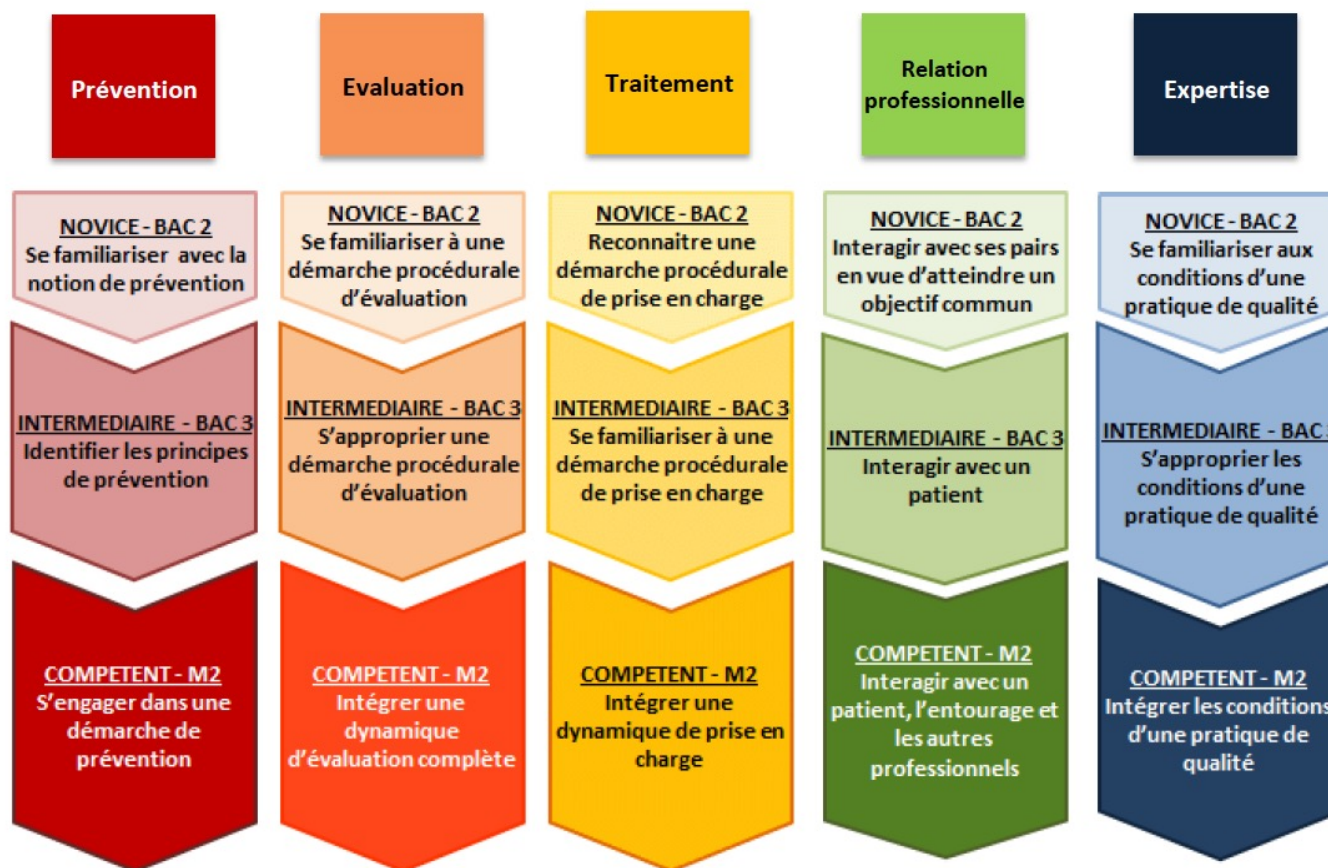 Prévention
Evaluation
Traitement
Relation
professionnelle
Expertise
NOVICE - BAC 2
Se familiariser avec la
notion de prévention
INTERMEDIAIRE - BAC 3
Identifier les principes
de prévention
COMPETENT - M2
S'engager dans une
démarche de
prévention
NOVICE - BAC 2
Se familiariser à une
démarche procédurale
d'évaluation
INTERMEDIAIRE - BAC 3
S'approprier une
démarche procédurale
d'évaluation
COMPETENT - M2
Intégrer une
dynamique
d'évaluation complète
NOVICE - BAC 2
Reconnaitre une
démarche procédurale
de prise en charge
INTERMEDIAIRE - BAC 3
Se familiariser à une
démarche procédurale
de prise en charge
COMPETENT - M2
Intégrer une
dynamique de prise en
charge
NOVICE - BAC 2
Interagir avec ses pairs
en vue d'atteindre un
objectif commun
INTERMEDIAIRE - BAC 3
Interagir avec un
patient
COMPETENT - M2
Interagir avec un
patient, l'entourage et
les autres
professionnels
NOVICE - BAC 2
Se familiariser aux
conditions d'une
pratique de qualité
INTERMEDIAIRE - BAC 3
S'approprier les
conditions d'une
pratique de qualité
COMPETENT - M2
Intégrer les conditions
d'une pratique de
qualité